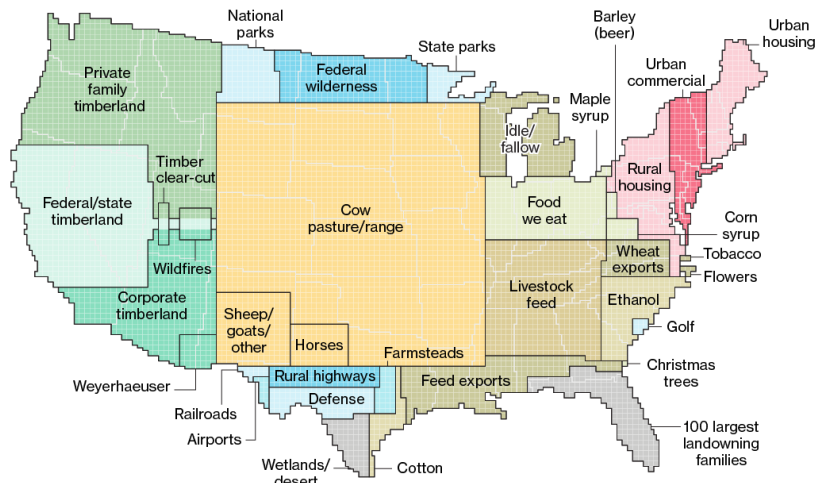 National
parks
State parks
Barley
(beer)
Urban
housing
Private
family
timberland
Federal
wilderness
Urban
commercial
Maple
syrup
Idle/
fallow
Timber
clear-cut
Rural
housing
Federal/state
timberland
Cow
pasture/range
Food
we eat
Corn
syrup
Wildfires
Wheat
exports
Tobacco
Flowers
Corporate
timberland
Livestock
feed
Ethanol
Sheep/
goats/
other
Horses
Golf
Farmsteads
Christmas
trees
Weyerhaeuser
Rural highways
Feed exports
Railroads
Defense
Airports
100 largest
landowning
families
Wetlands/
desert
Cotton